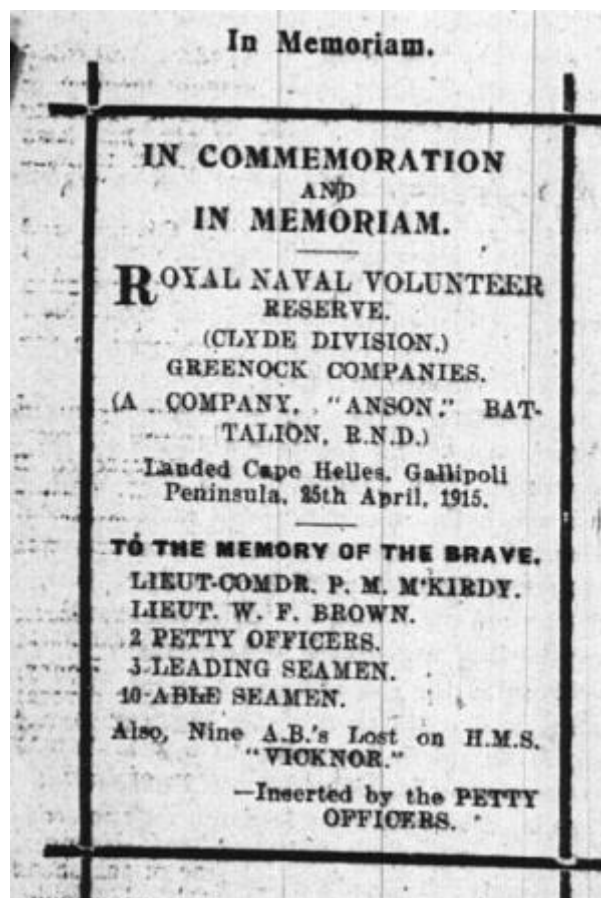 In Memoriam.
IN COMMEMORATION
AND
IN MEMORIAM.
ROYAL NAVAL VOLUNTEER
RESERVE.
(CLYDE DIVISION.)
GREENOCK COMPANIES.
(A COMPANY, "ANSON," BAT-
TALION, R.N.D.)
Landed Cape Helles, Gallipoli
Peninsula, 25th April, 1915.
TO THE MEMORY OF THE BRAVE.
LIEUT-COMDR. P. M. M'KIRDY.
LIEUT. W. F. BROWN.
2 PETTY OFFICERS.
3 LEADING SEAMEN.
10 ABLE SEAMEN.
Also, Nine A.B.'s Lost on H.M.S.
"VICKNOR."
—Inserted by the PETTY
OFFICERS.